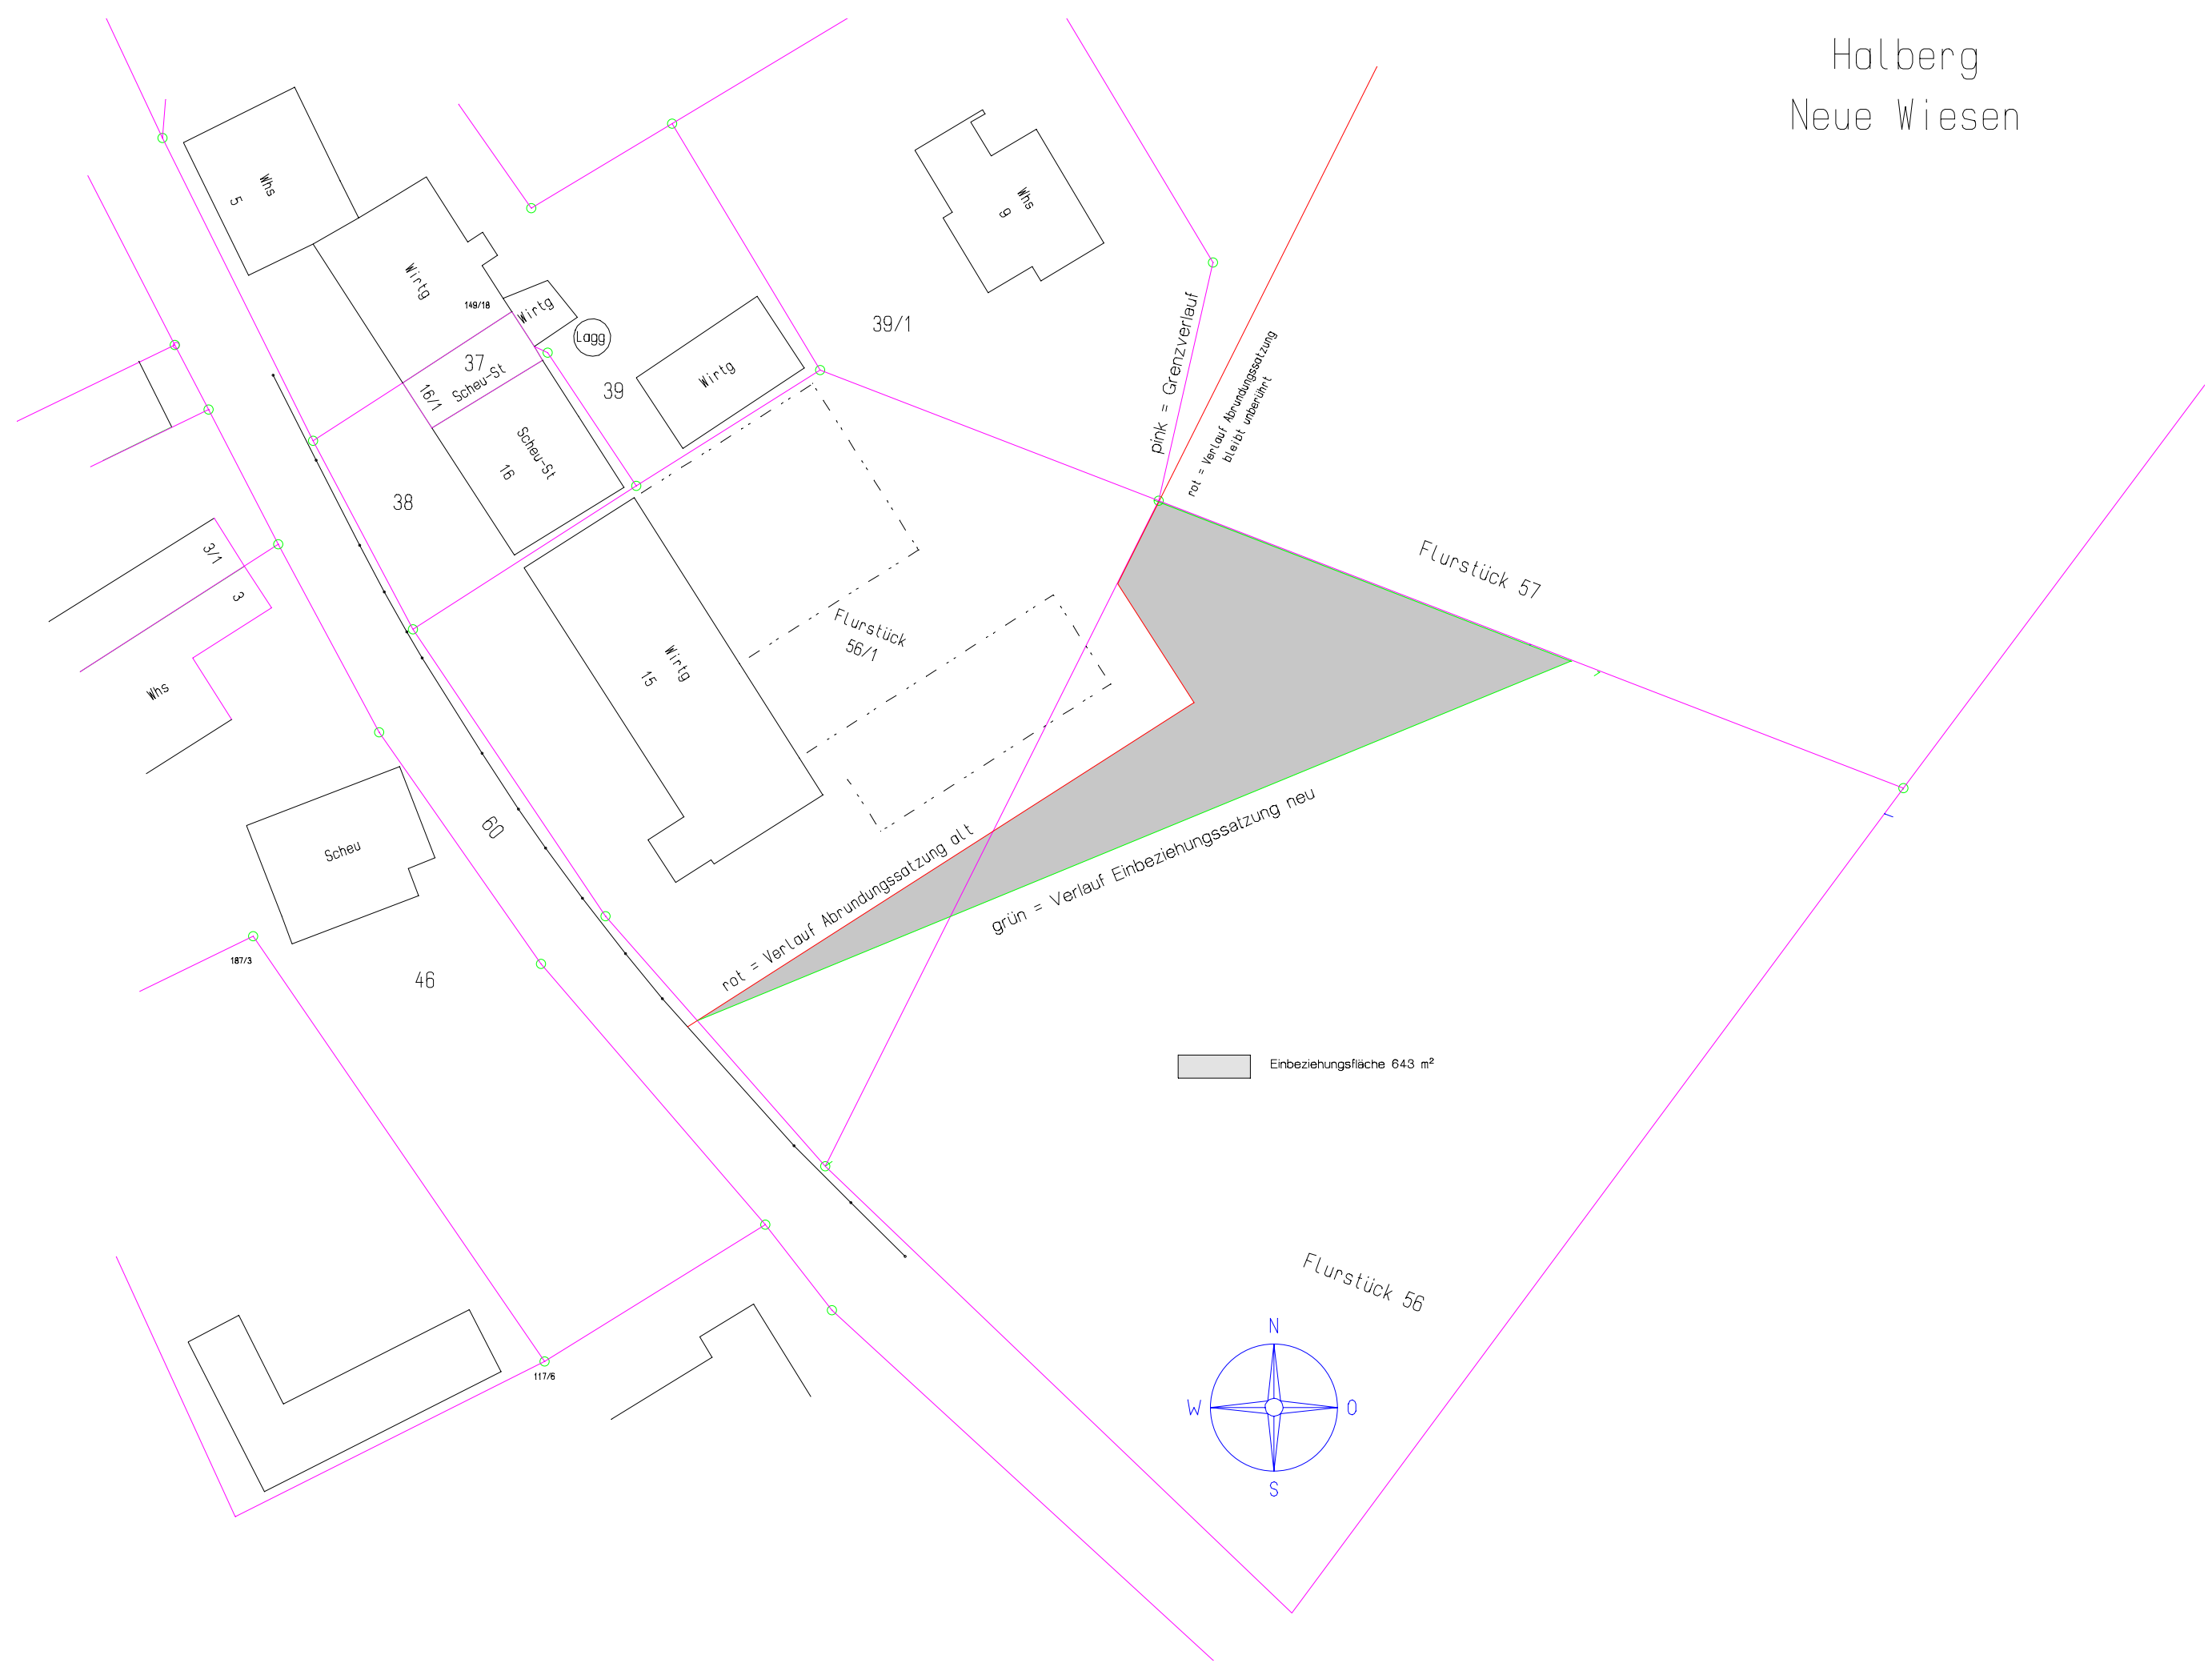 Halberg
Neue Wiesen
Whs
5
Whs
9
Wirtg
149/18
Wirtg
Lagg
37
39/1
16/1
Scheu-St
39
Wirtg
Scheu-St
16
38
pink = Grenzverlauf
rot = Verlauf Abrundungssatzung
bleibt unberührt
3/1
3
Whs
Flurstück 57
Flurstück
56/1
Wirtg
15
60
Scheu
rot = Verlauf Abrundungssatzung alt
grün = Verlauf Einbeziehungssatzung neu
187/3
46
Einbeziehungsfläche 643 m²
Flurstück 56
117/6
N
W
O
S